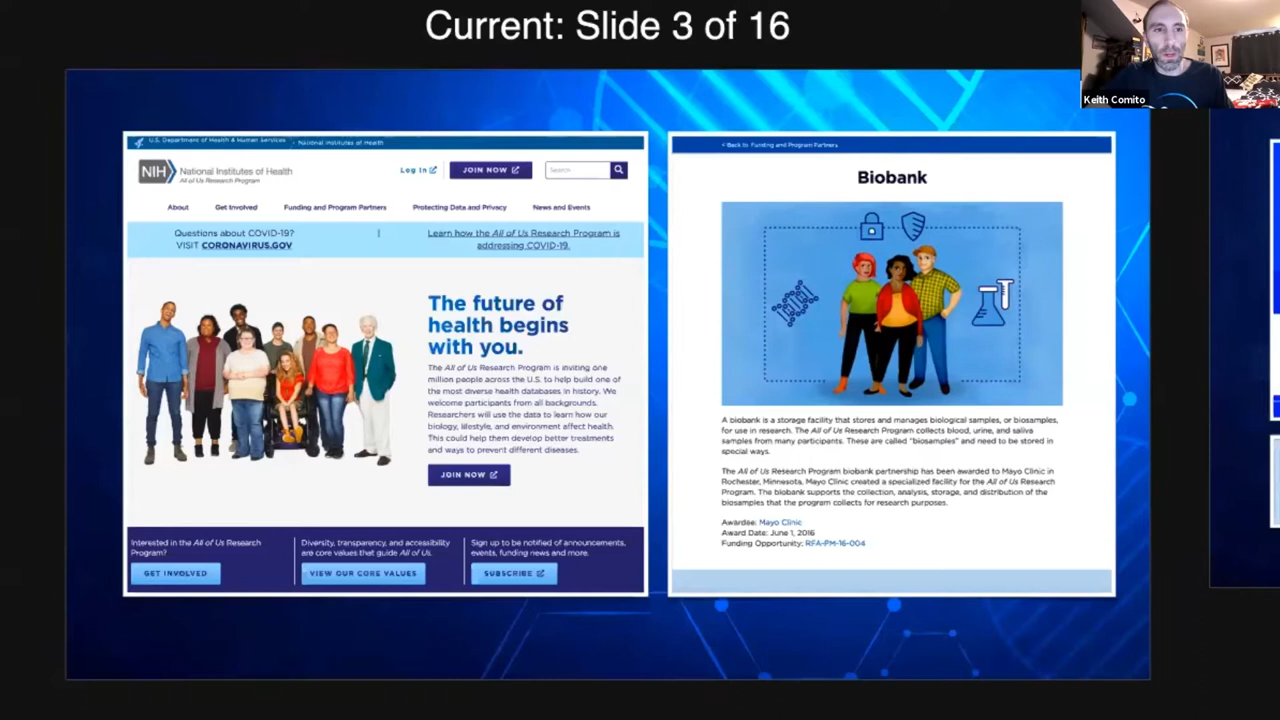 Current: Slide 3 of 16
Keith Comito
U.S. Department of Health & Human Services
National Institutes of Health
NIH
National Institutes of Health
All of Us Research Program
Log In
JOIN NOW
Search
About
Get Involved
Funding and Program Partners
Protecting Data and Privacy
News and Events
Questions about COVID-19?
VISIT CORONAVIRUS.GOV
Learn how the All of Us Research Program is
addressing COVID-19.
The future of
health begins
with you.
The All of Us Research Program is inviting one
million people across the U.S. to help build one of
the most diverse health databases in history. We
welcome participants from all backgrounds.
Researchers will use the data to learn how our
biology, lifestyle, and environment affect health.
This could help them develop better treatments
and ways to prevent different diseases.
JOIN NOW
Interested in the All of Us Research
Program?
GET INVOLVED
Diversity, transparency, and accessibility
are core values that guide All of Us.
VIEW OUR CORE VALUES
Sign up to be notified of announcements,
events, funding news and more.
SUBSCRIBE
< Back to Funding and Program Partners
Biobank
A biobank is a storage facility that stores and manages biological samples, or biosamples,
for use in research. The All of Us Research Program collects blood, urine, and saliva
samples from many participants. These are called "biosamples" and need to be stored in
special ways.
The All of Us Research Program biobank partnership has been awarded to Mayo Clinic in
Rochester, Minnesota. Mayo Clinic created a specialized facility for the All of Us Research
Program. The biobank supports the collection, analysis, storage, and distribution of the
biosamples that the program collects for research purposes.
Awardee: Mayo Clinic
Award Date: June 1, 2016
Funding Opportunity: RFA-PM-16-004